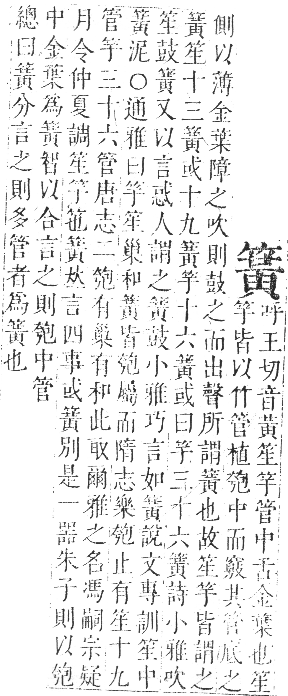 簧
呼王切音黃笙竽管中舌金葉也笙
竽皆以竹管植匏中而竅其管底之
側以薄金葉障之吹則鼓之而出聲所謂簧也故笙竽皆謂之
簧笙十三簧或十九簧竽十六簧或曰竽三十六簧詩小雅吹
笙鼓簧又以言惑人謂之簧鼓小雅巧言如簧說文專訓笙中
簧泥○通雅曰竽笙巢和簧皆匏屬而隋志樂匏止有笙十九
管竽三十六管唐志二匏有巢有和此取爾雅之名馮嗣宗疑
月令仲夏調笙竽箎簧故言四事或簧別是一器朱子則以匏
中金葉為簧智以合言之則匏中管
總曰簧分言之則多管者為簧也